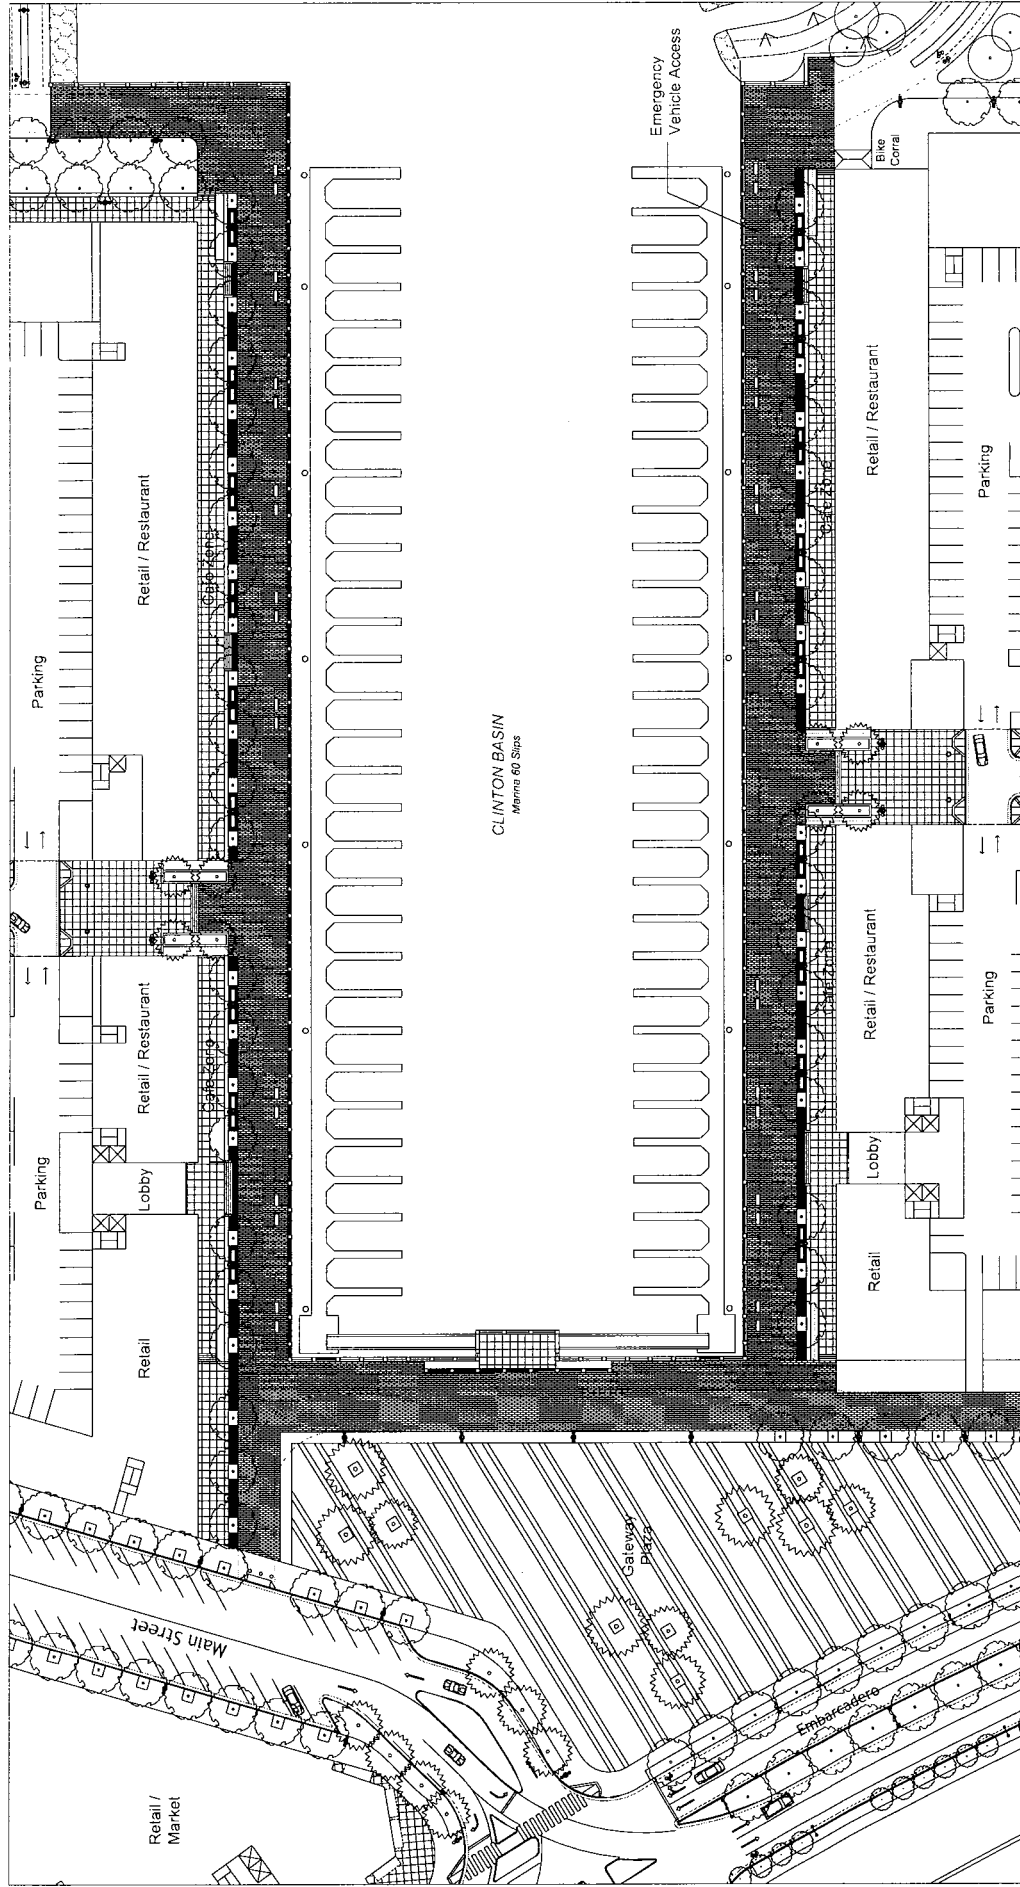 Emergency
Vehicle Access
Bike
Corral
Retail / Restaurant
Cafe Zone
Parking
Retail / Restaurant
Cafe Zone
Parking
CLINTON BASIN
Marina 60 Slips
Parking
Retail / Restaurant
Cafe Zone
Lobby
Parking
Retail / Restaurant
Cafe Zone
Lobby
Retail
Retail
Gateway
Plaza
Main Street
Embarcadero
Retail /
Market